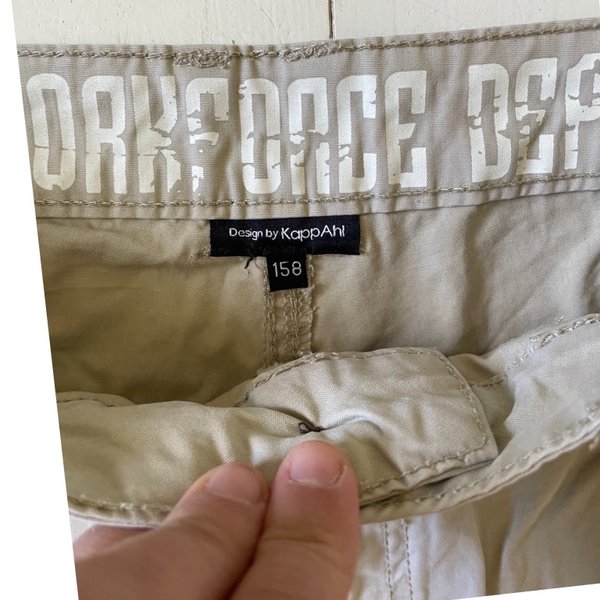 ORKFORCE DEP
Design by KappAhl
158